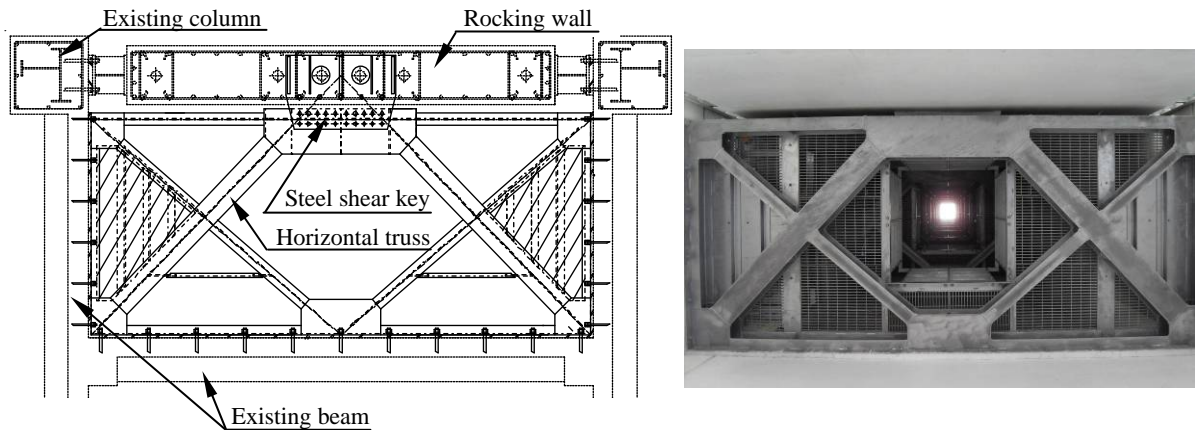 Existing column
Rocking wall
Steel shear key
Horizontal truss
Existing beam